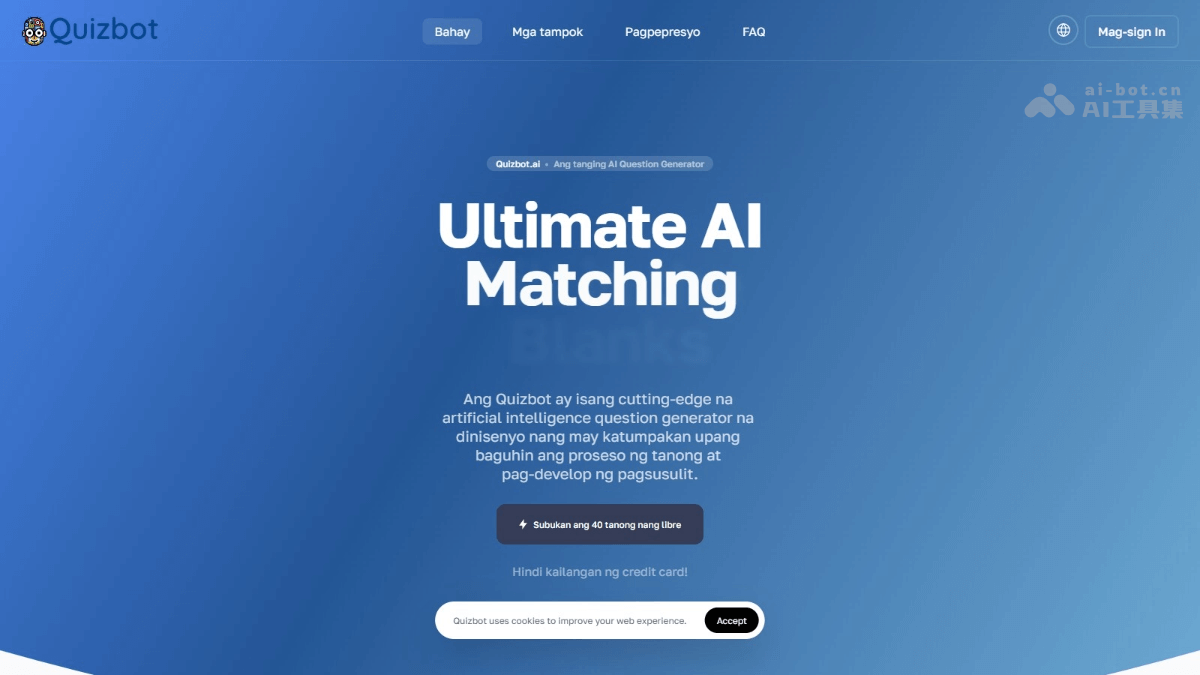 Quizbot
Bahay
Mga tampok
Pagpepresyo
FAQ
Mag-sign In
ai-bot.cn
AI工具集
Quizbot.ai • Ang tanging AI Question Generator
Ultimate AI
Matching
Blanks
Ang Quizbot ay isang cutting-edge na
artificial intelligence question generator na
dinisenyo nang may katumpakan upang
baguhin ang proseso ng tanong at
pag-develop ng pagsusulit.
Subukan ang 40 tanong nang libre
Hindi kailangan ng credit card!
Quizbot uses cookies to improve your web experience.
Accept